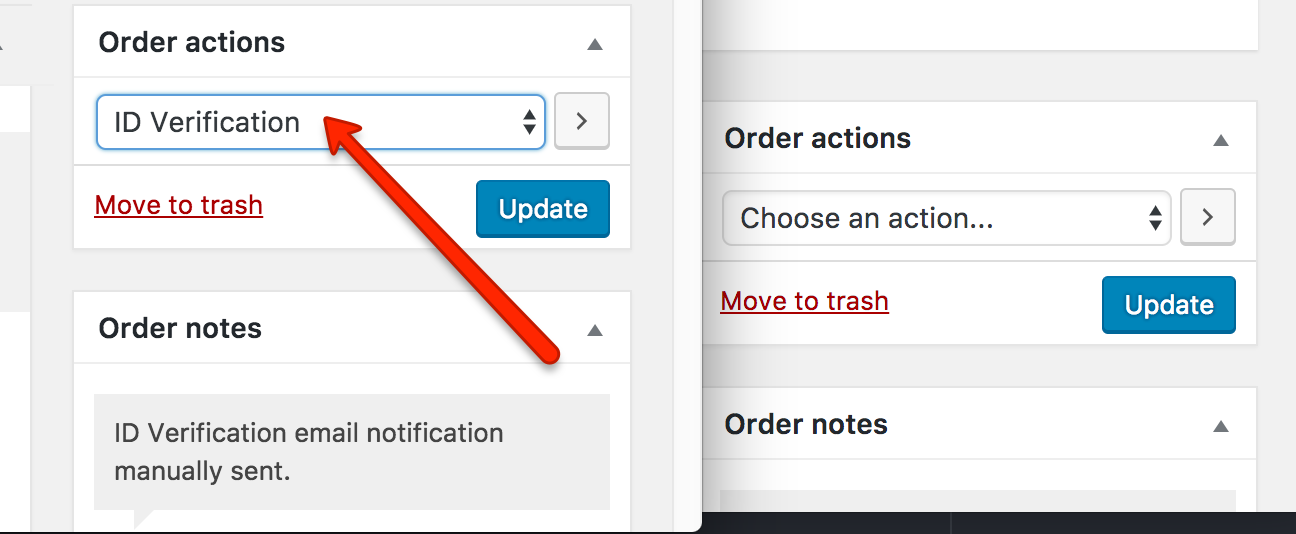 Order actions
ID Verification
Move to trash
Update
Order notes
ID Verification email notification
manually sent.
Order actions
Choose an action...
Move to trash
Update
Order notes